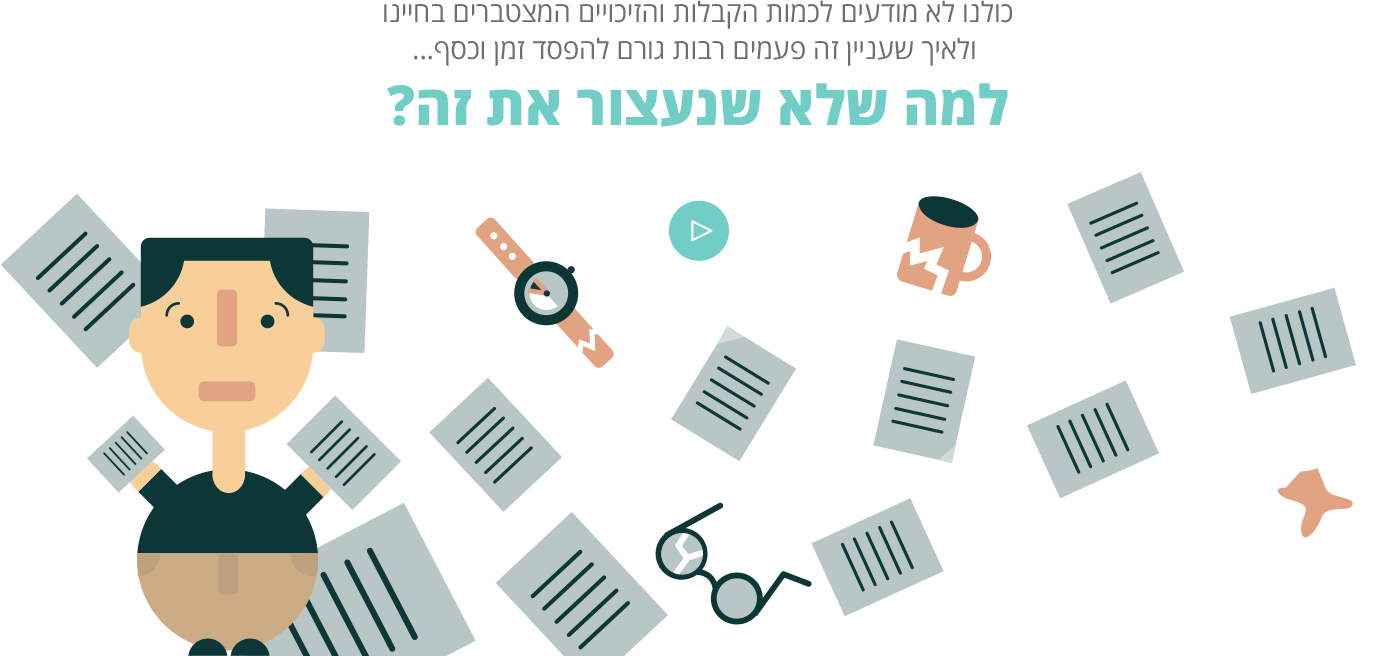 כולנו לא מודעים לכמות הקבלות והזיכויים המצטברים בחיינו
ולאיך שעניין זה פעמים רבות גורם להפסד זמן וכסף...
למה שלא שנעצור את זה?